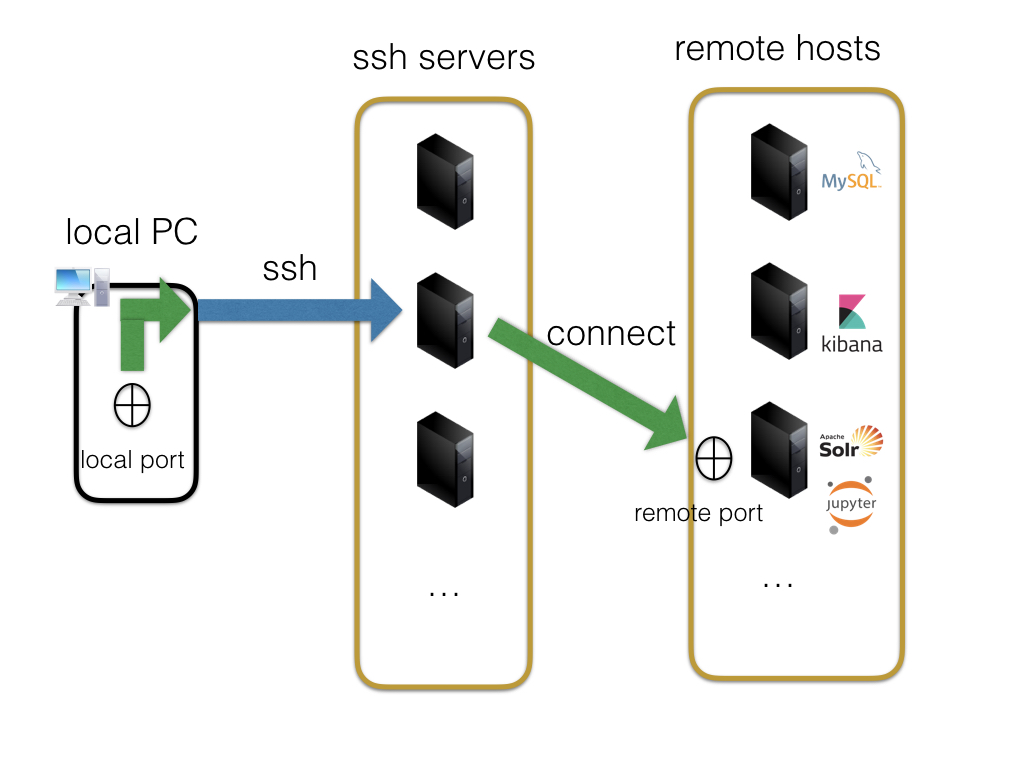 ssh servers
remote hosts
local PC
ssh
connect
local port
remote port
MySQL
kibana
Apache
Solr
jupyter
...
...